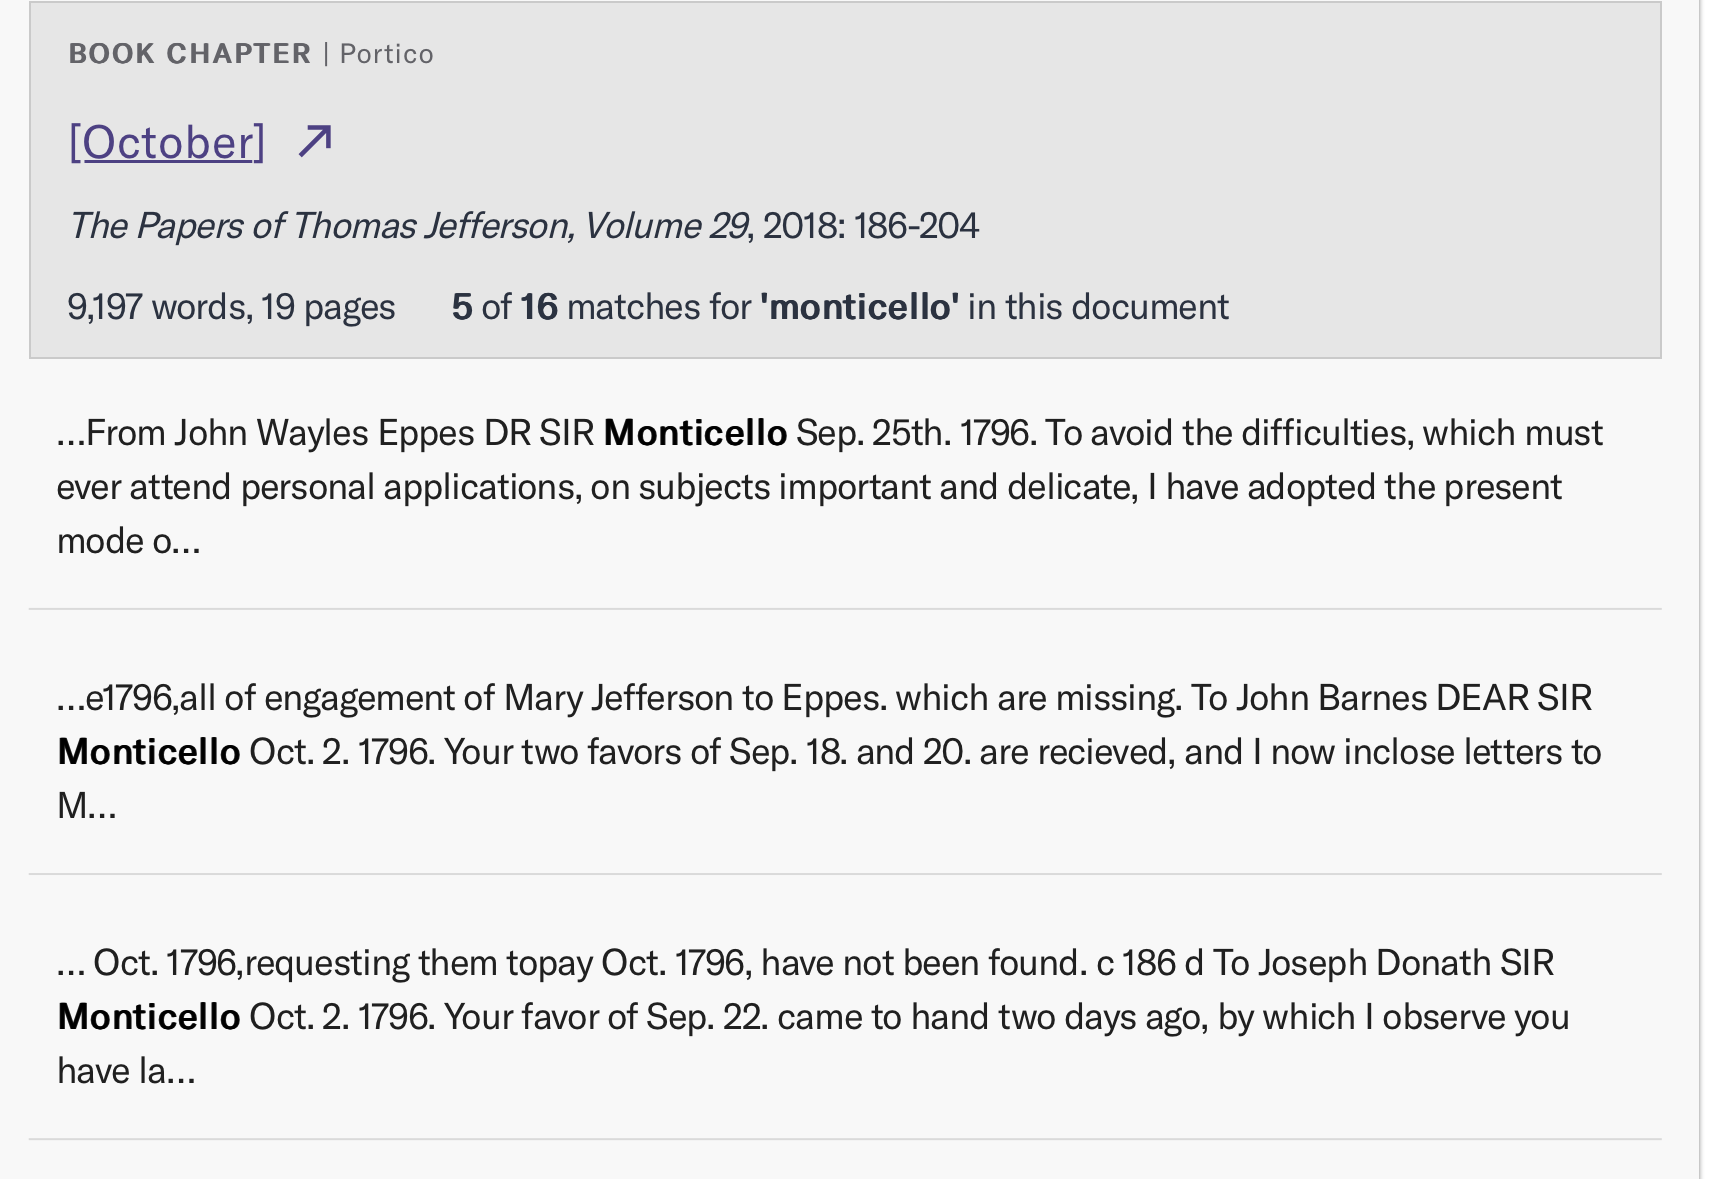 BOOK CHAPTER | Portico
[October]
The Papers of Thomas Jefferson, Volume 29, 2018: 186-204
9,197 words, 19 pages 5 of 16 matches for 'monticello' in this document
...From John Wayles Eppes DR SIR Monticello Sep. 25th. 1796. To avoid the difficulties, which must
ever attend personal applications, on subjects important and delicate, I have adopted the present
mode o...
...e1796,all of engagement of Mary Jefferson to Eppes. which are missing. To John Barnes DEAR SIR
Monticello Oct. 2. 1796. Your two favors of Sep. 18. and 20. are recieved, and I now inclose letters to
M...
... Oct. 1796,requesting them topay Oct. 1796, have not been found. c 186 d To Joseph Donath SIR
Monticello Oct. 2. 1796. Your favor of Sep. 22. came to hand two days ago, by which I observe you
have la...